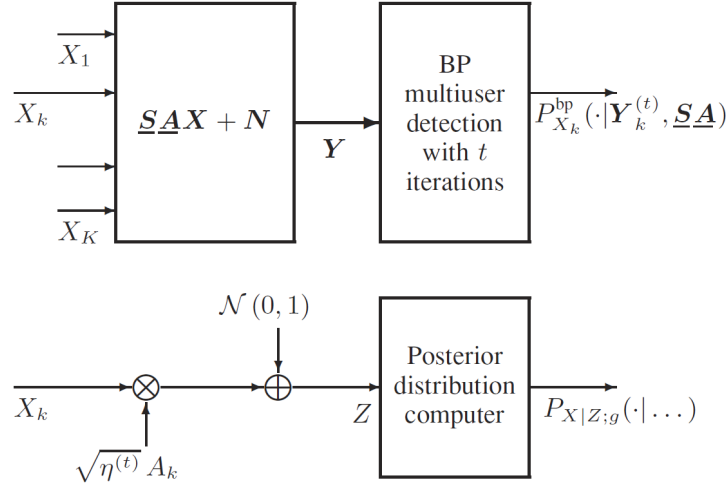 X_1
X_k
X_K
\underline{S}\underline{A}X + N
Y
BP
multiuser
detection
with t
iterations
P^{bp}_{X_k}(·|Y^{(t)}_k, \underline{S}\underline{A})
N(0, 1)
X_k
√η^{(t)} A_k
Z
Posterior
distribution
computer
P_{X|Z;g}(·|...)